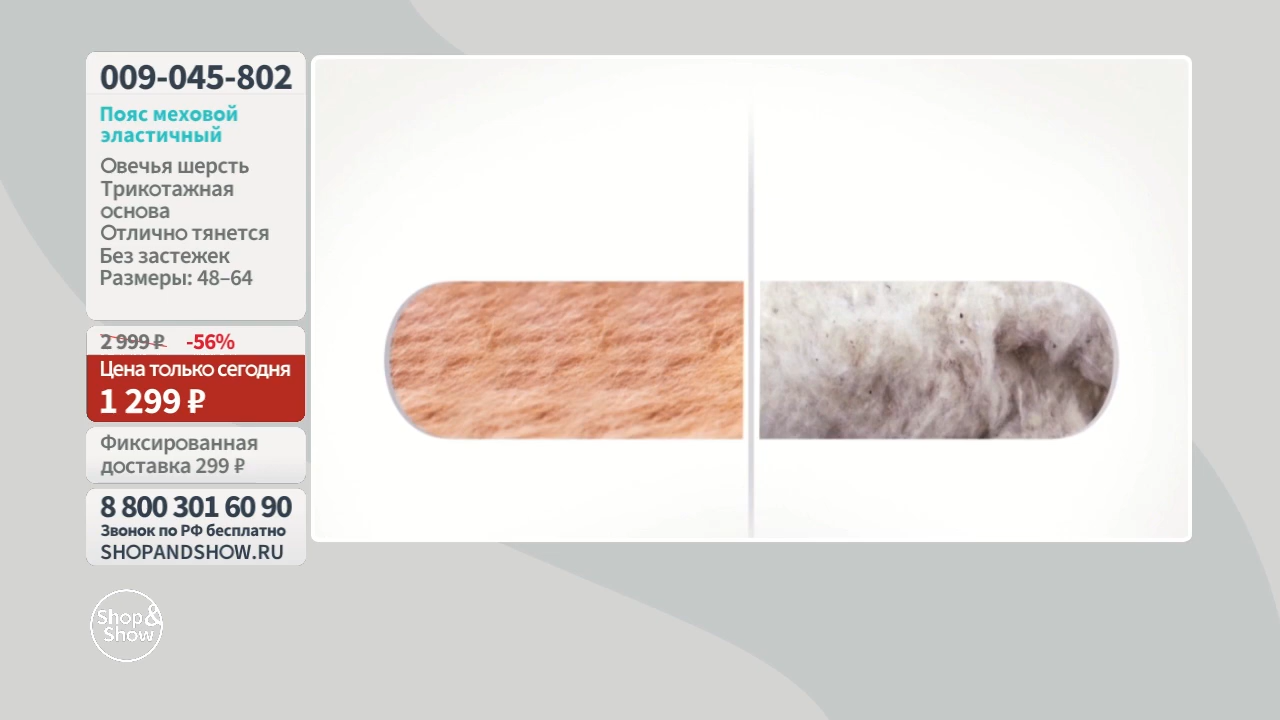 009-045-802
Пояс меховой
эластичный
Овечья шерсть
Трикотажная
основа
Отлично тянется
Без застежек
Размеры: 48–64
2 999 ₽ -56%
Цена только сегодня
1 299 ₽
Фиксированная
доставка 299 ₽
8 800 301 60 90
Звонок по РФ бесплатно
SHOPANDSHOW.RU
Shop&
Show